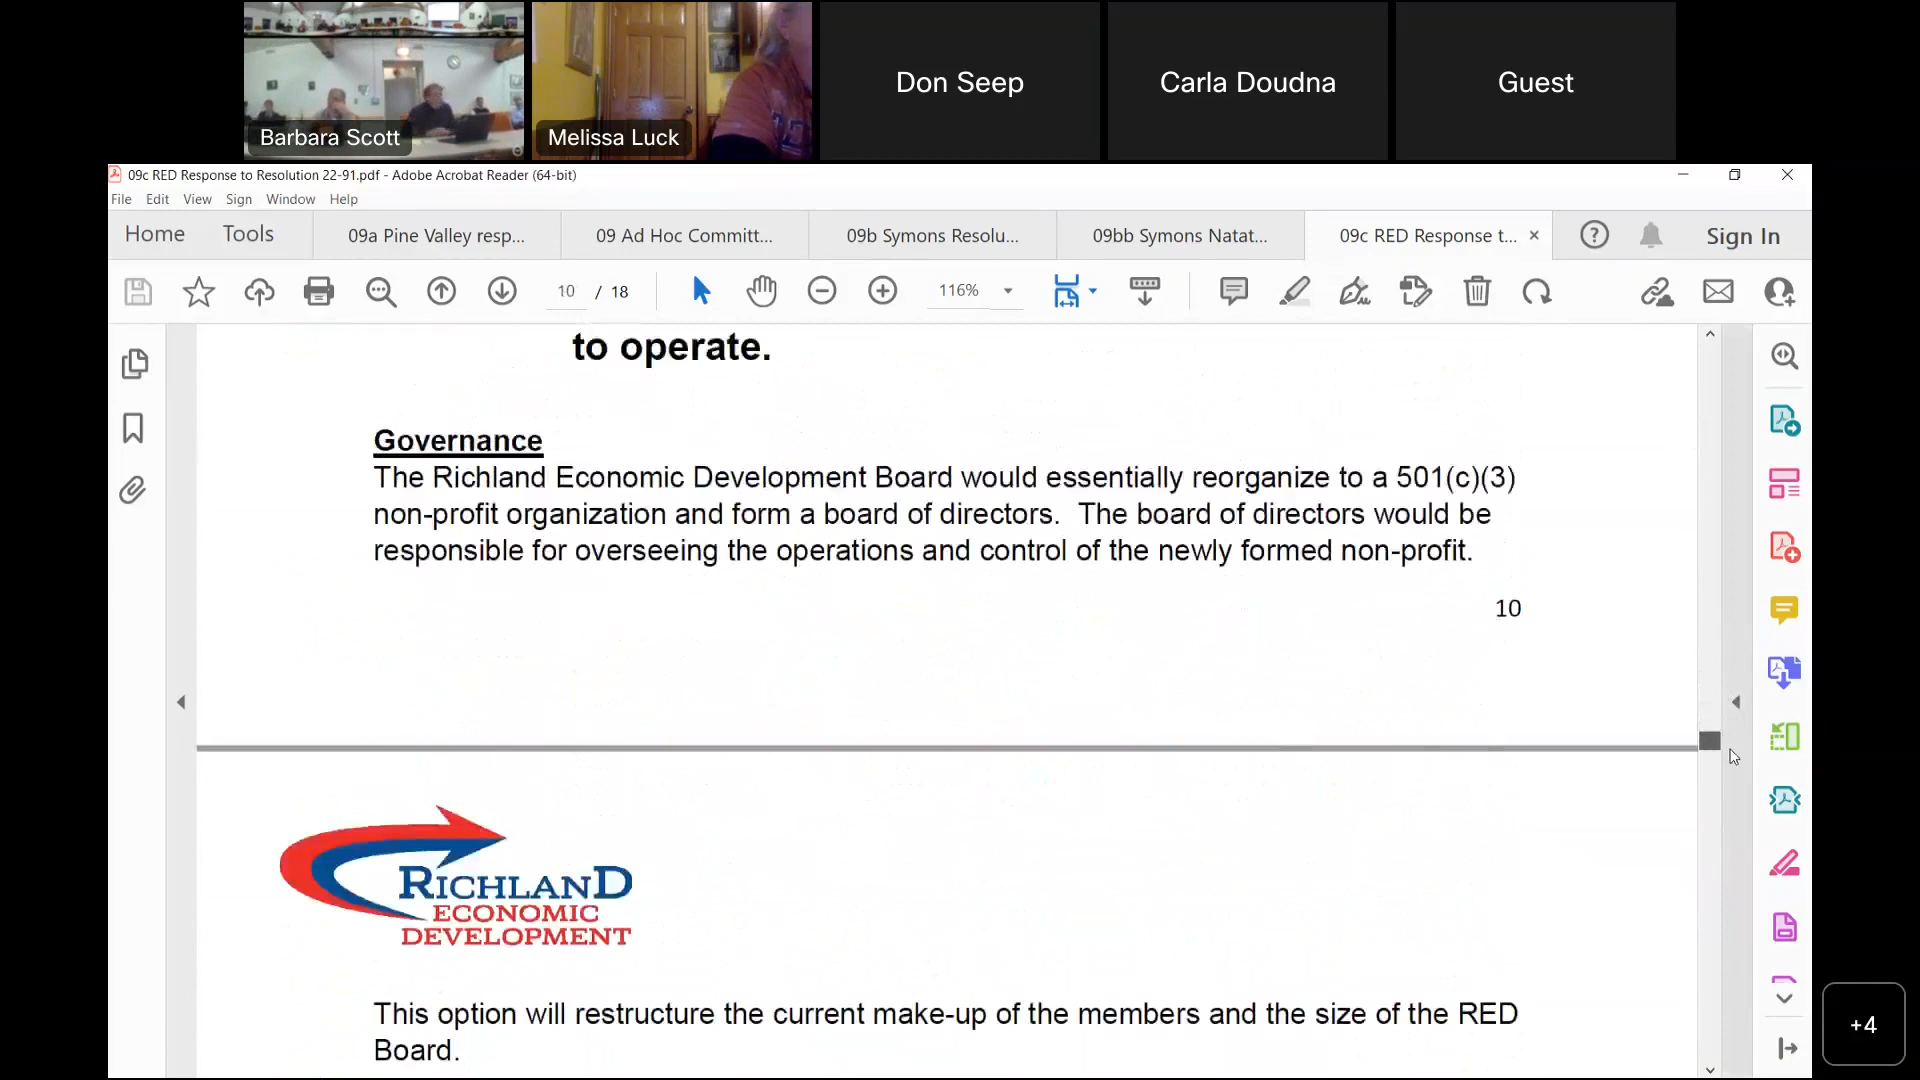 Barbara Scott
Melissa Luck
Don Seep
Carla Doudna
Guest
09c RED Response to Resolution 22-91.pdf - Adobe Acrobat Reader (64-bit)
File Edit View Sign Window Help
Home Tools 09a Pine Valley resp... 09 Ad Hoc Committ... 09b Symons Resolu... 09bb Symons Natat... 09c RED Response t... × Sign In
10 / 18 116%
to operate.
Governance
The Richland Economic Development Board would essentially reorganize to a 501(c)(3)
non-profit organization and form a board of directors. The board of directors would be
responsible for overseeing the operations and control of the newly formed non-profit.
10
RICHLAND
ECONOMIC
DEVELOPMENT
This option will restructure the current make-up of the members and the size of the RED
Board.
+4